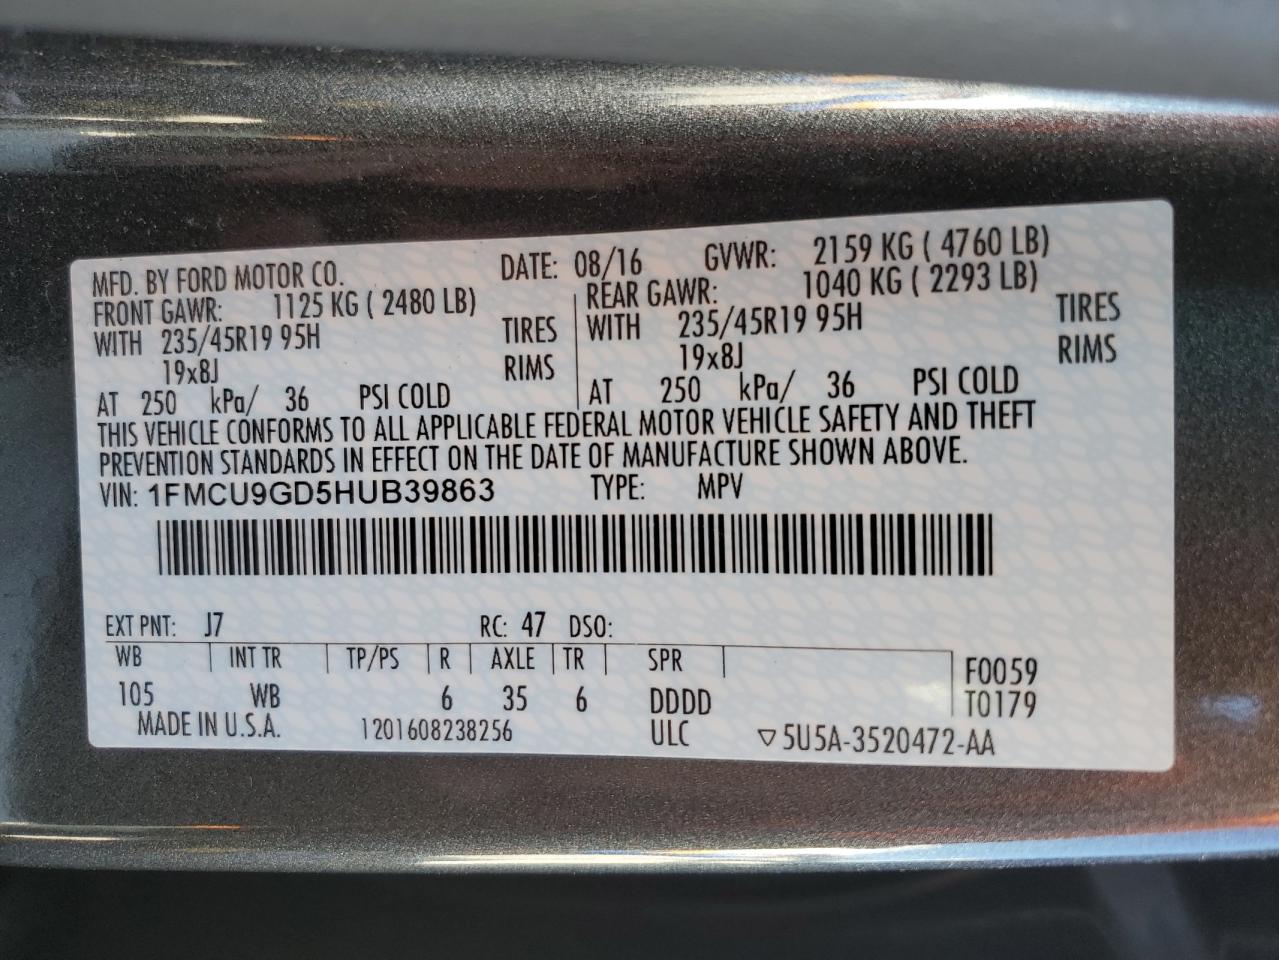 MFD. BY FORD MOTOR CO. DATE: 08/16 GVWR: 2159 KG ( 4760 LB)
FRONT GAWR: 1125 KG ( 2480 LB) REAR GAWR: 1040 KG ( 2293 LB)
WITH 235/45R19 95H TIRES WITH 235/45R19 95H TIRES
19x8J RIMS 19x8J RIMS
AT 250 kPa/ 36 PSI COLD AT 250 kPa/ 36 PSI COLD
THIS VEHICLE CONFORMS TO ALL APPLICABLE FEDERAL MOTOR VEHICLE SAFETY AND THEFT
PREVENTION STANDARDS IN EFFECT ON THE DATE OF MANUFACTURE SHOWN ABOVE.
VIN: 1FMCU9GD5HUB39863 TYPE: MPV
EXT PNT: J7 RC: 47 DSO:
WB INT TR TP/PS R AXLE TR SPR F0059
105 WB 6 35 6 DDDD T0179
MADE IN U.S.A. 1201608238256 ULC ▽5U5A-3520472-AA